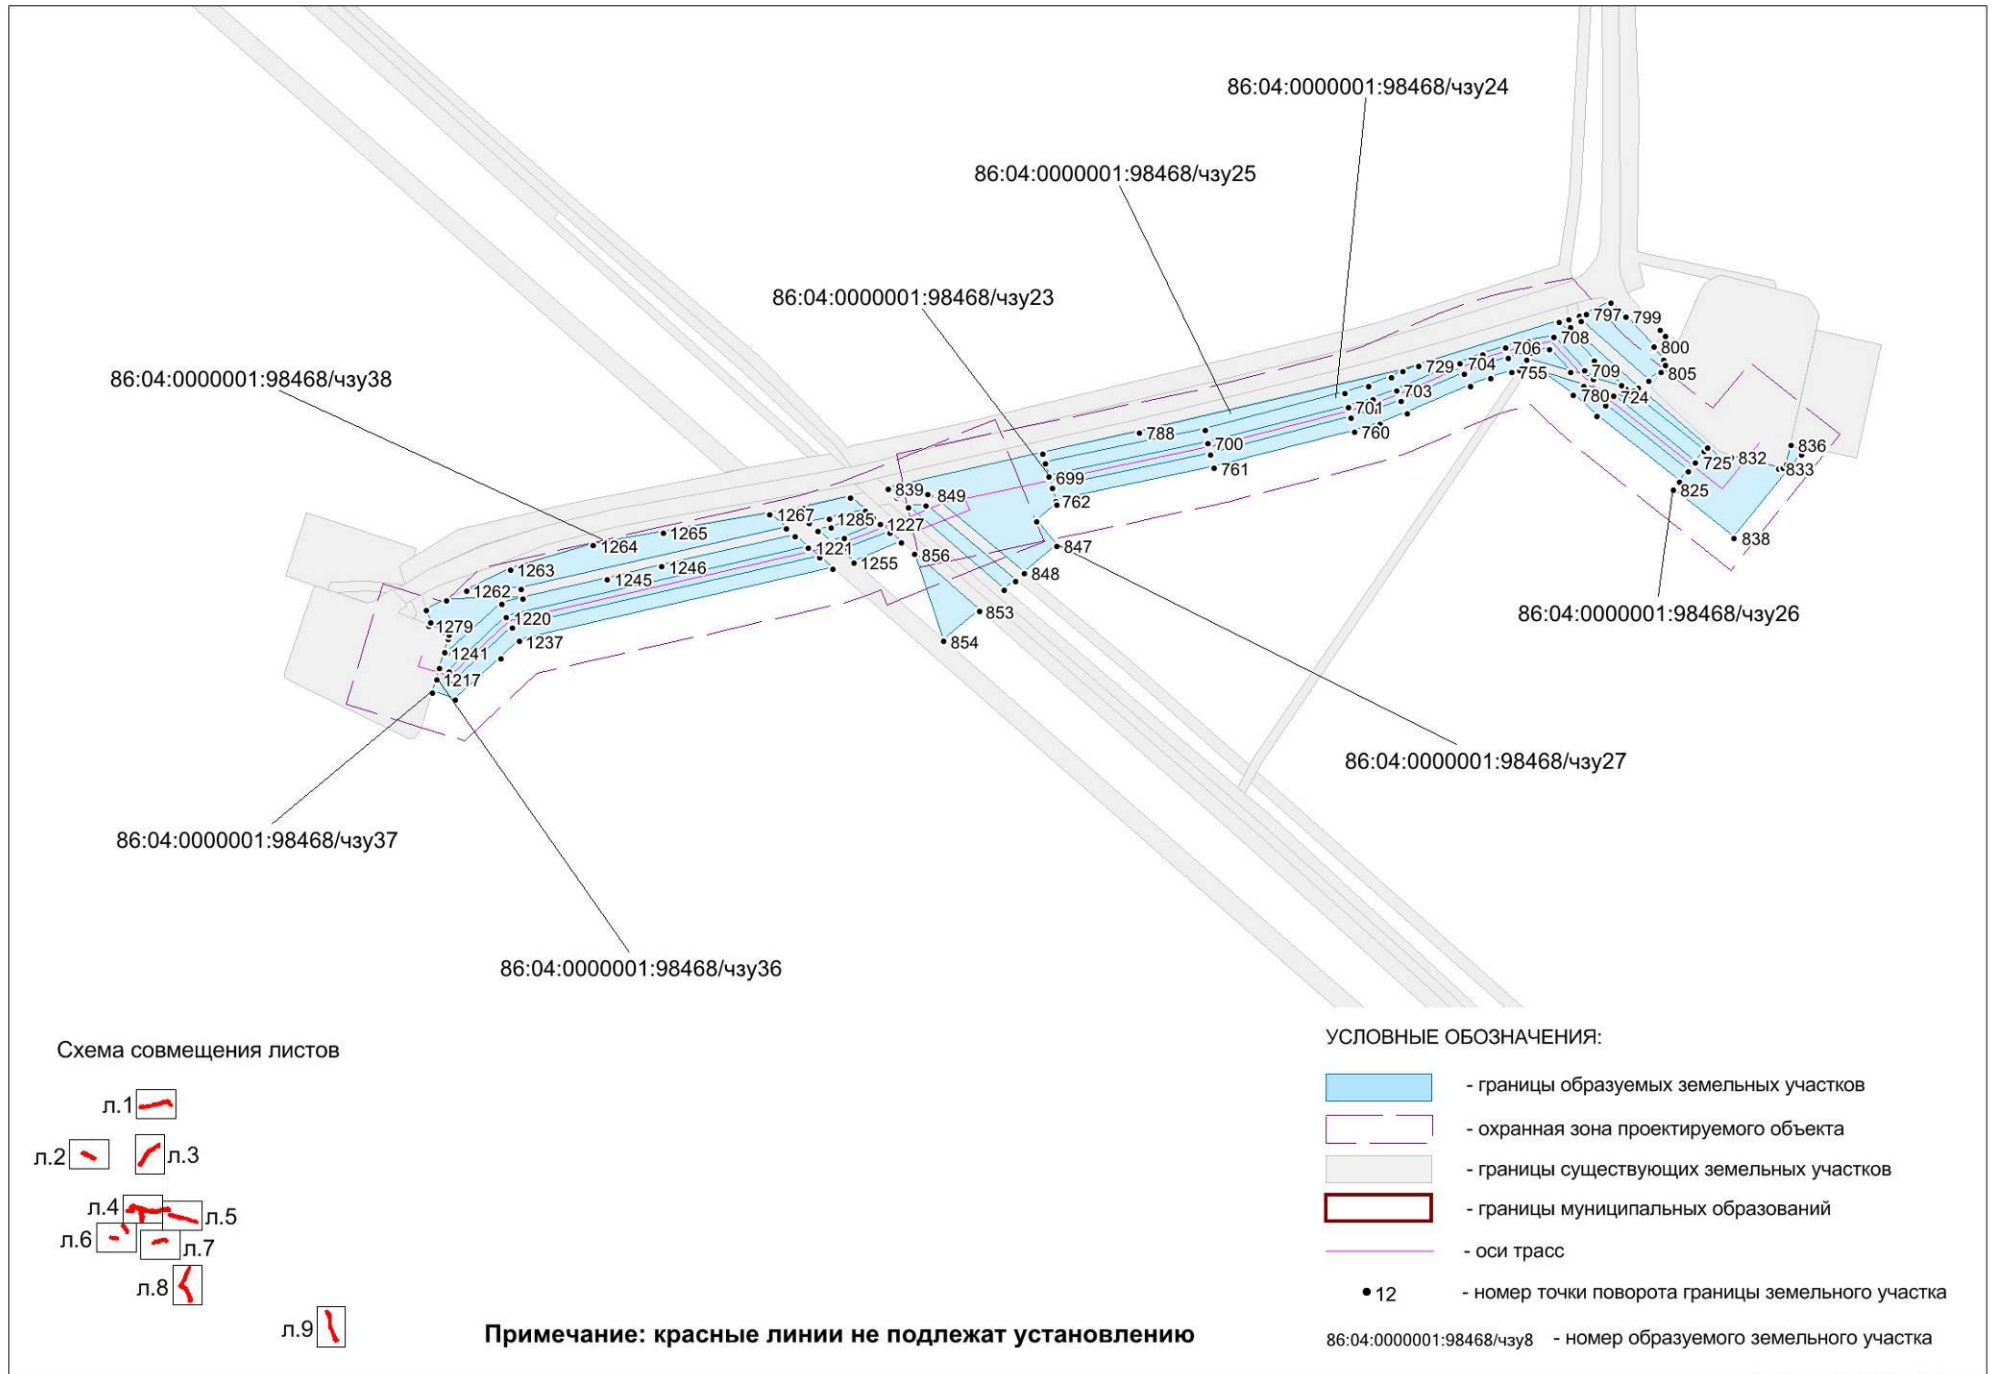 86:04:0000001:98468/чзу24
86:04:0000001:98468/чзу25
86:04:0000001:98468/чзу23
86:04:0000001:98468/чзу38
797
799
708
800
706
729
704
755
709
805
703
780
724
701
760
788
700
761
836
832
833
725
825
838
699
762
839
849
847
848
1267
1285
1227
1264
1265
1221
856
1255
1263
1246
1245
1262
853
1220
1279
1237
854
1241
1217
86:04:0000001:98468/чзу26
86:04:0000001:98468/чзу27
86:04:0000001:98468/чзу37
86:04:0000001:98468/чзу36
Схема совмещения листов
л.1
л.2
л.3
л.4
л.5
л.6
л.7
л.8
л.9
Примечание: красные линии не подлежат установлению
УСЛОВНЫЕ ОБОЗНАЧЕНИЯ:
- границы образуемых земельных участков
- охранная зона проектируемого объекта
- границы существующих земельных участков
- границы муниципальных образований
- оси трасс
12 - номер точки поворота границы земельного участка
86:04:0000001:98468/чзу8 - номер образуемого земельного участка